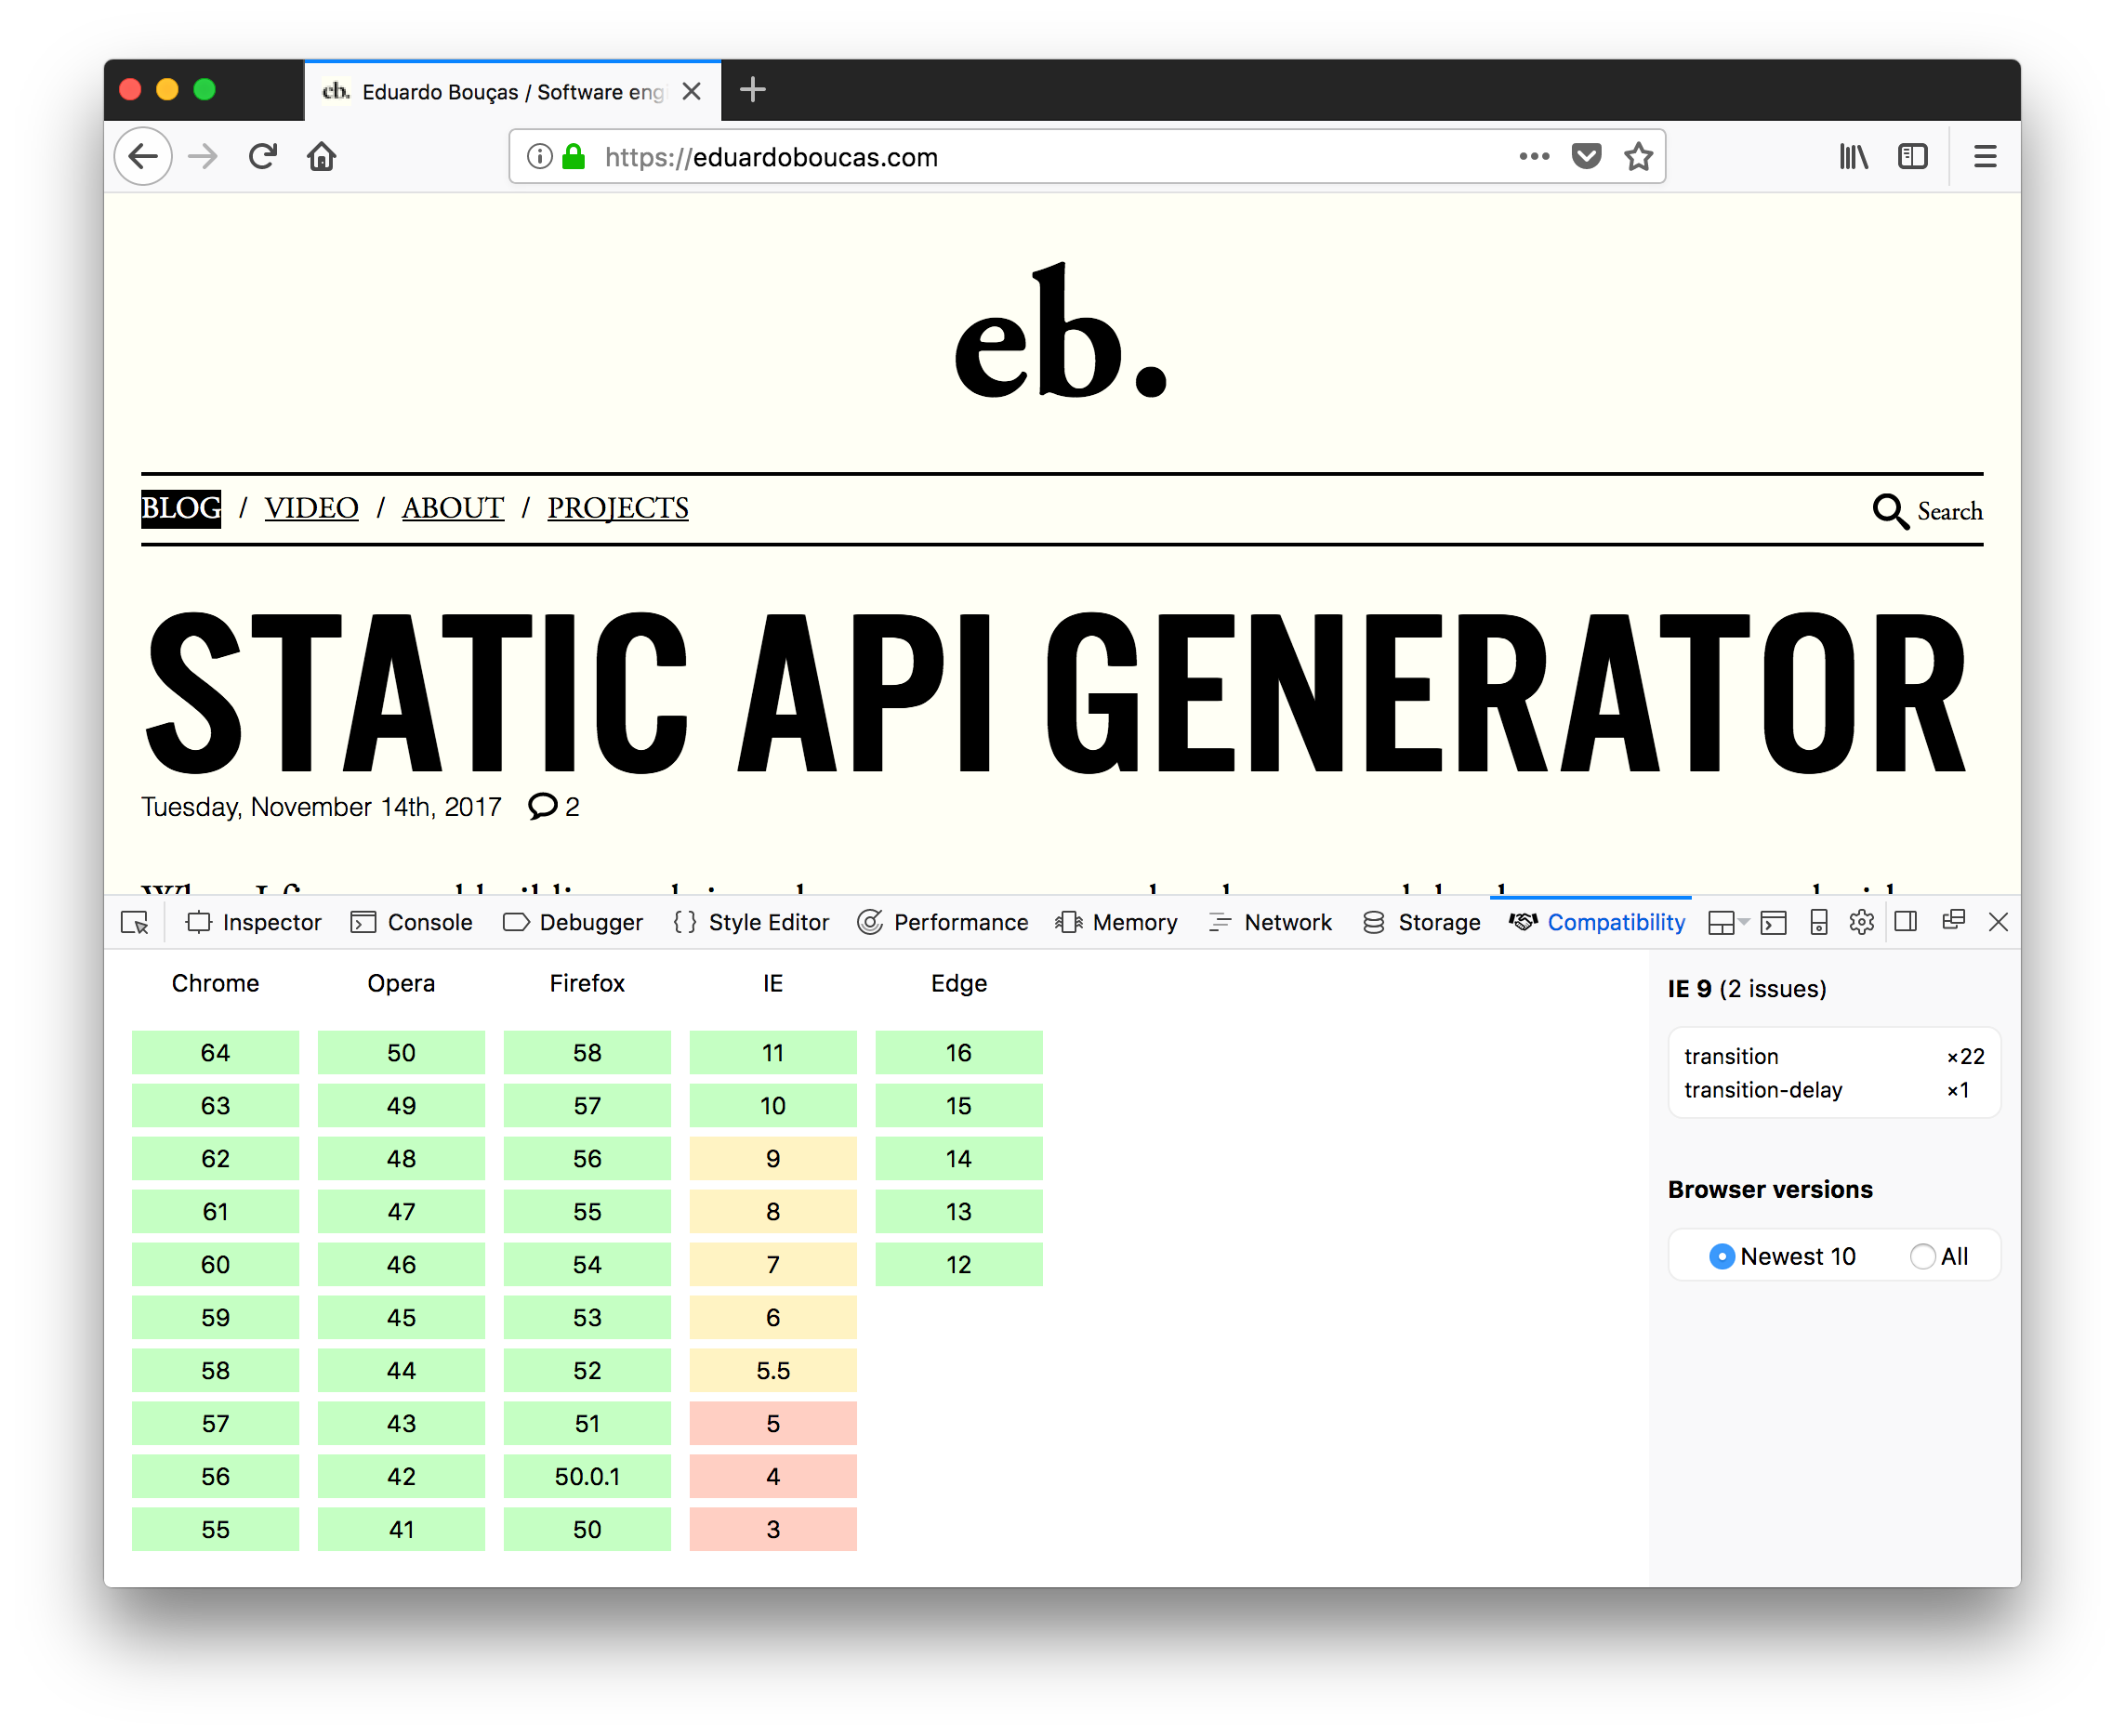 eb. Eduardo Bouças / Software eng
https://eduardoboucas.com
eb.
BLOG / VIDEO / ABOUT / PROJECTS Search
STATIC API GENERATOR
Tuesday, November 14th, 2017 2
Inspector Console Debugger Style Editor Performance Memory Network Storage Compatibility
Chrome Opera Firefox IE Edge
64 50 58 11 16
63 49 57 10 15
62 48 56 9 14
61 47 55 8 13
60 46 54 7 12
59 45 53 6
58 44 52 5.5
57 43 51 5
56 42 50.0.1 4
55 41 50 3
IE 9 (2 issues)
transition ×22
transition-delay ×1
Browser versions
Newest 10 All